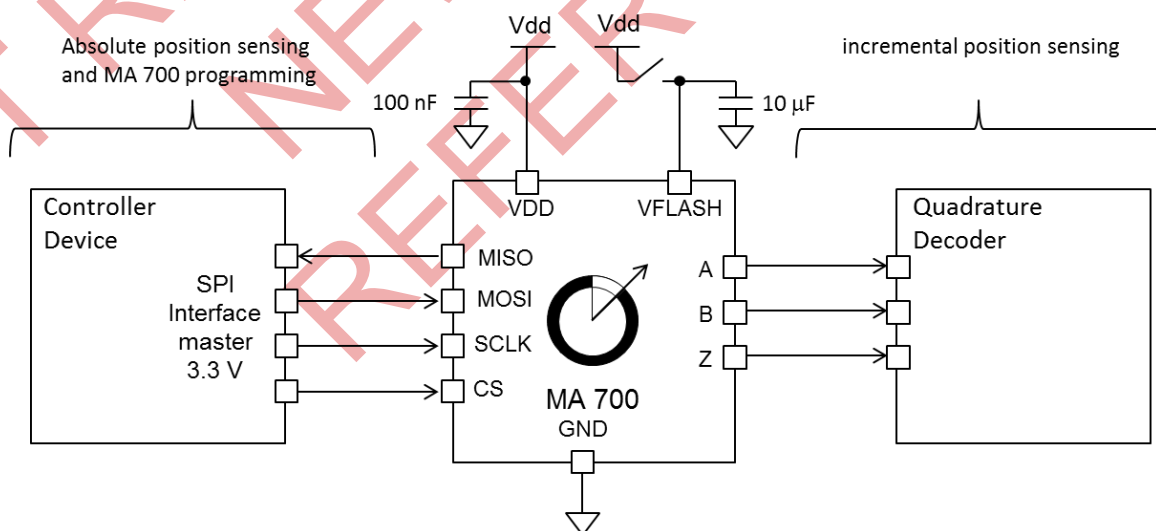 Absolute position sensing
and MA 700 programming
Vdd
Vdd
incremental position sensing
100 nF
10 µF
Controller
Device
SPI
Interface
master
3.3 V
VDD
VFLASH
MISO
MOSI
SCLK
CS
A
B
Z
MA 700
GND
Quadrature
Decoder
REFER